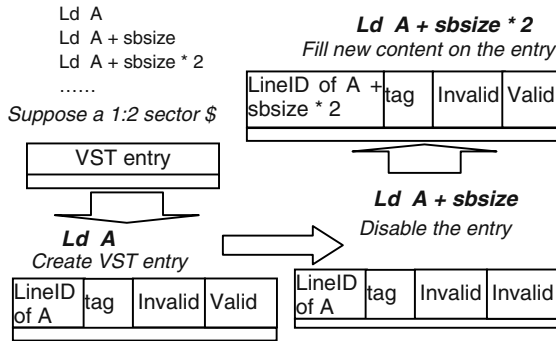 Ld A
Ld A + sbsize
Ld A + sbsize * 2
......
Suppose a 1:2 sector $
VST entry
Ld A
Create VST entry
LineID of A
tag
Invalid
Valid
Ld A + sbsize * 2
Fill new content on the entry
LineID of A +
sbsize * 2
tag
Invalid
Valid
Ld A + sbsize
Disable the entry
LineID
of A
tag
Invalid
Invalid